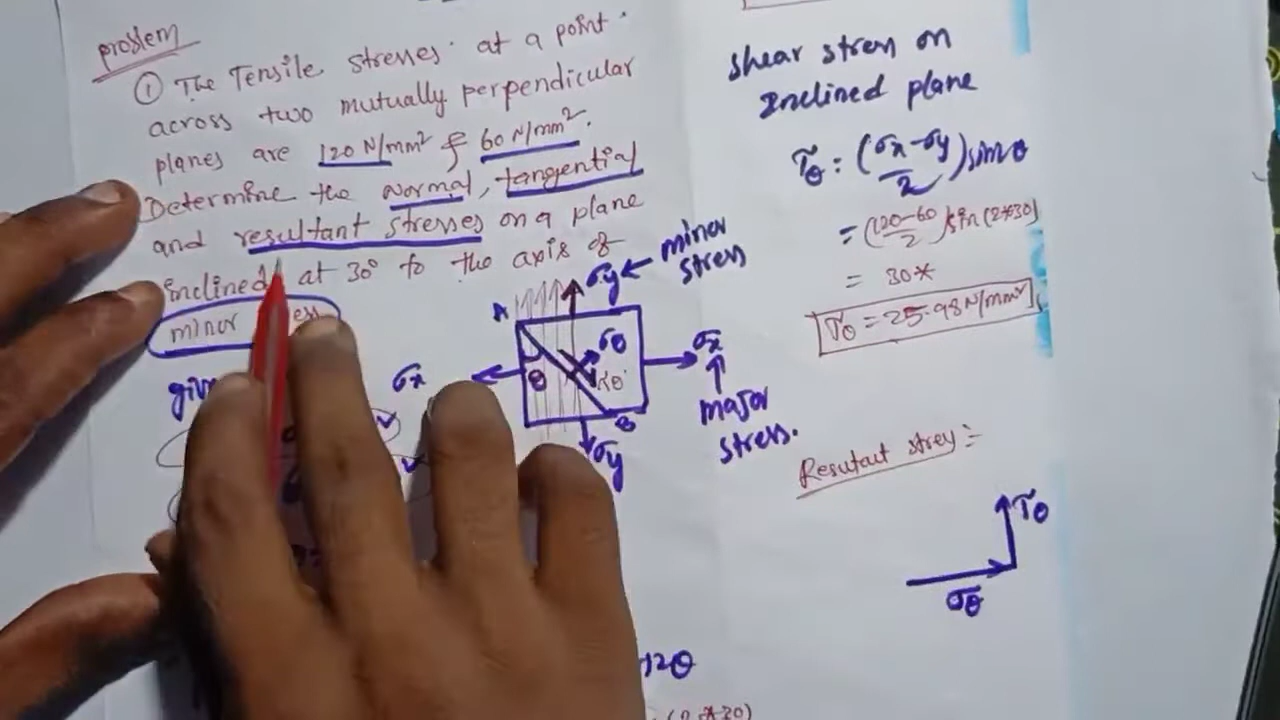 problem
① The Tensile stresses at a point
across two mutually perpendicular
planes are 120 N/mm² & 60 N/mm².
Determine the normal, tangential
and resultant stresses on a plane
inclined at 30° to the axis of
minor
A
σy ← minor
stress
σx
θ
σθ
σx
B
σy
major
stress.
shear stress on
Inclined plane
τθ = (σx-σy/2) sin2θ
= (120-60/2) sin(2*30)
= 30*
τθ = 25.98 N/mm²
Resutant stress:-
τθ
σθ
(2*30)